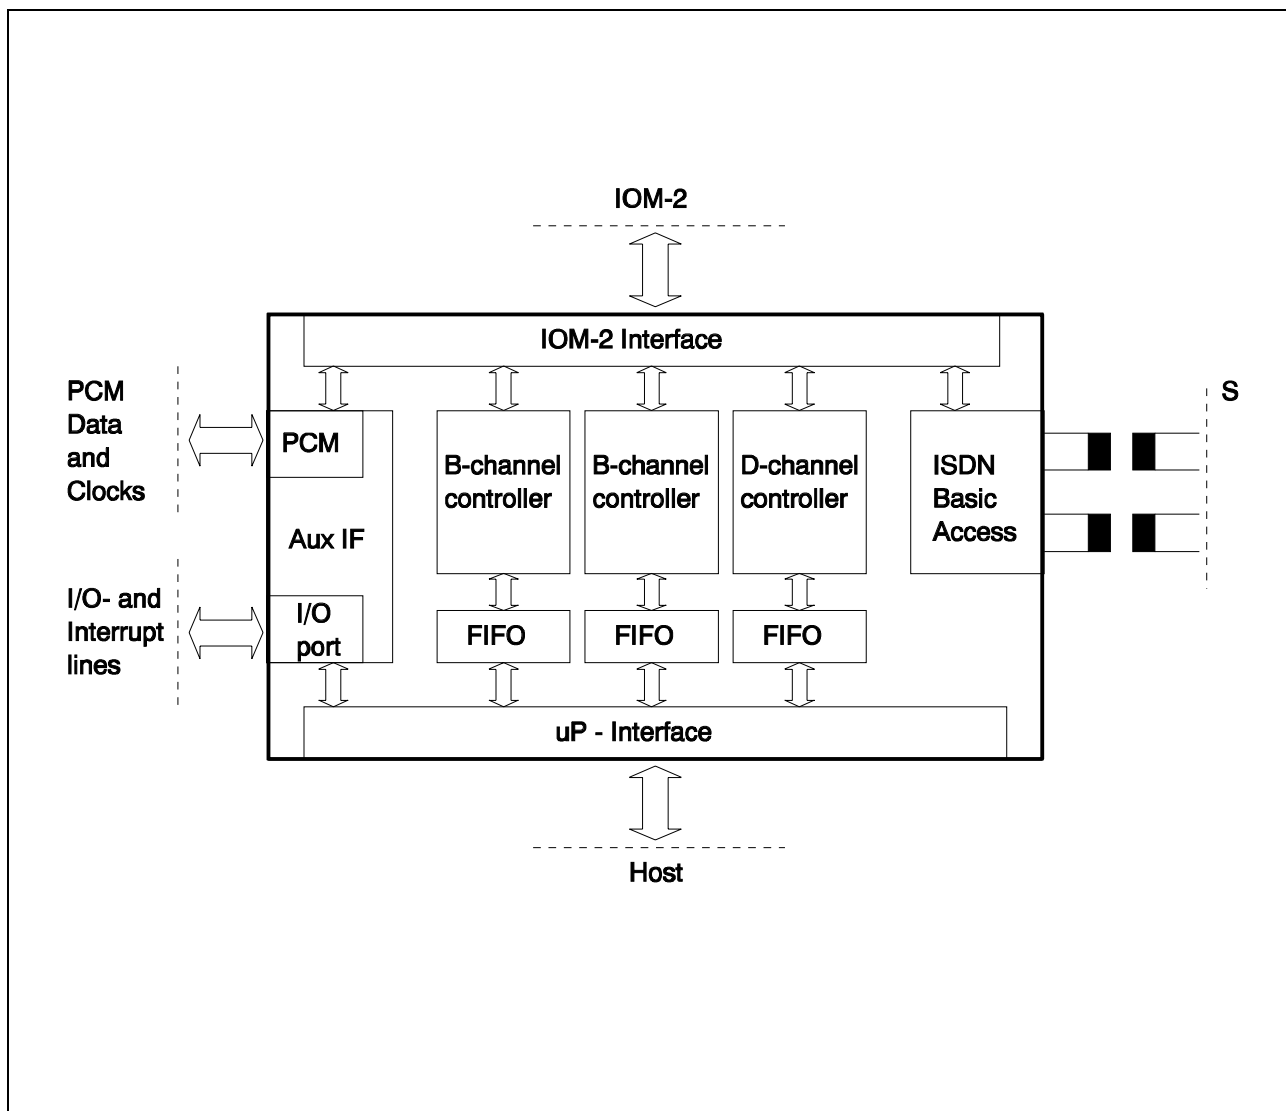 IOM-2
IOM-2 Interface
PCM
Data
and
Clocks
S
PCM
B-channel
controller
B-channel
controller
D-channel
controller
ISDN
Basic
Access
Aux IF
I/O- and
Interrupt
lines
I/O
port
FIFO
FIFO
FIFO
uP - Interface
Host